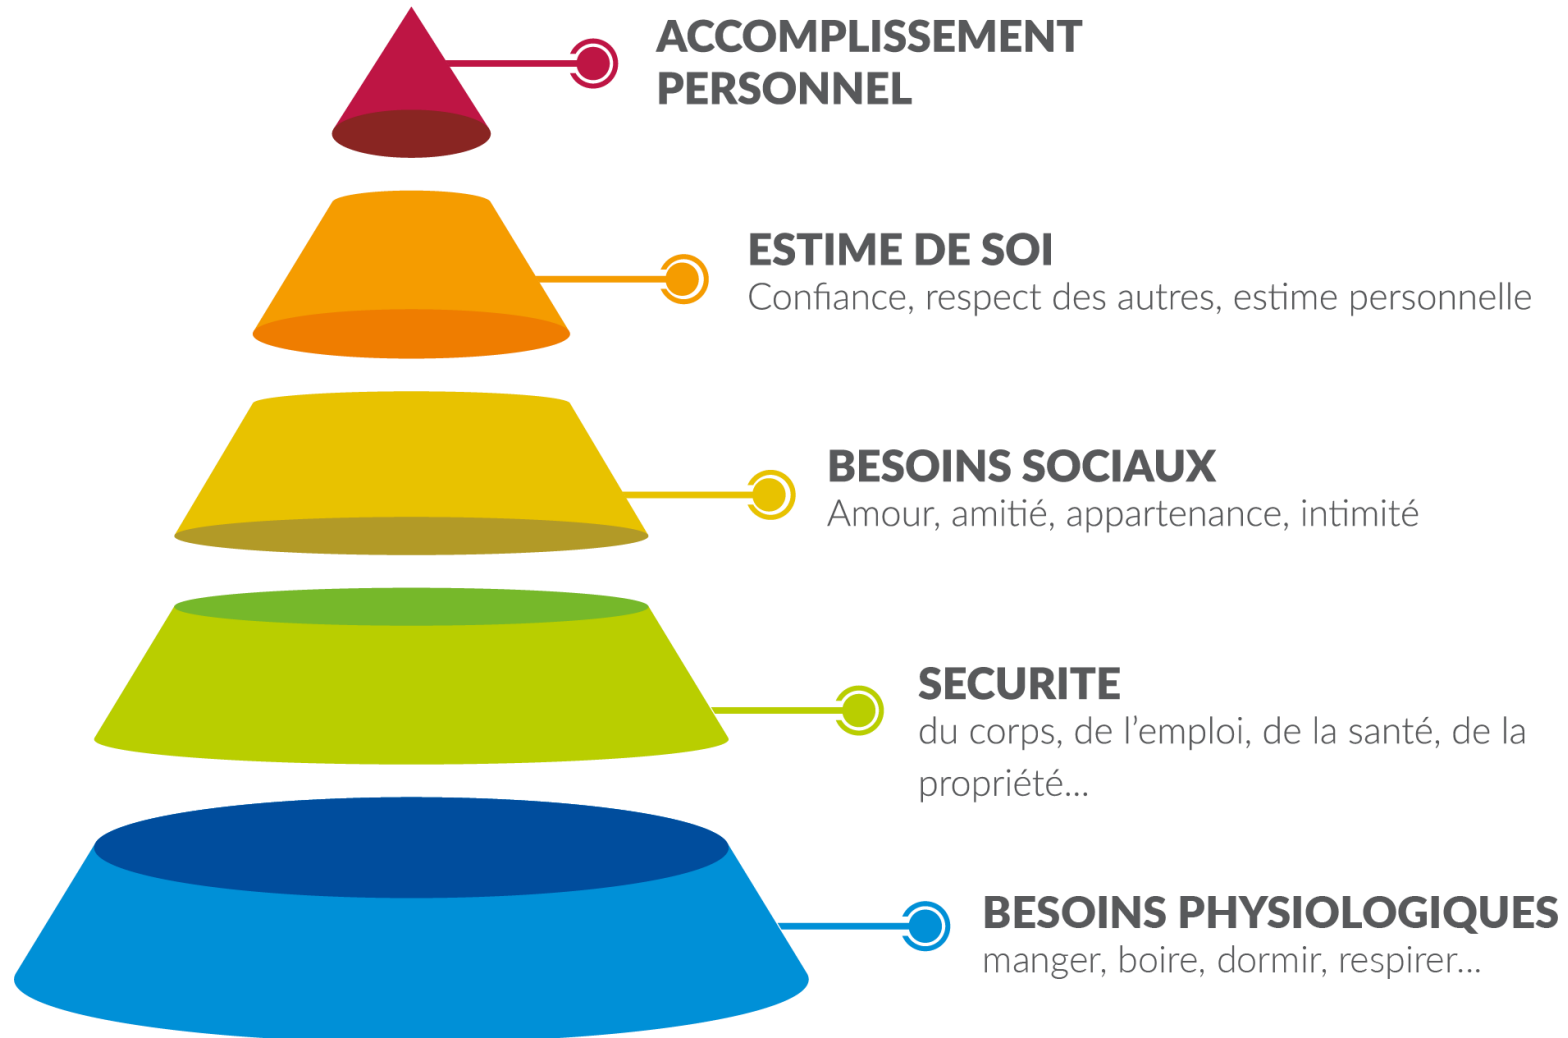 ACCOMPLISSEMENT
PERSONNEL
ESTIME DE SOI
Confiance, respect des autres, estime personnelle
BESOINS SOCIAUX
Amour, amitié, appartenance, intimité
SECURITE
du corps, de l’emploi, de la santé, de la
propriété...
BESOINS PHYSIOLOGIQUES
manger, boire, dormir, respirer...